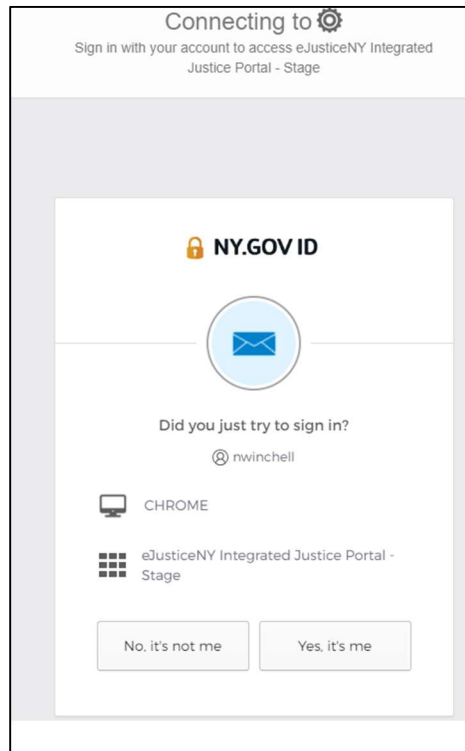 Connecting to
Sign in with your account to access eJusticeNY Integrated
Justice Portal - Stage
NY.GOV ID
Did you just try to sign in?
nwinchell
CHROME
eJusticeNY Integrated Justice Portal -
Stage
No, it's not me
Yes, it's me